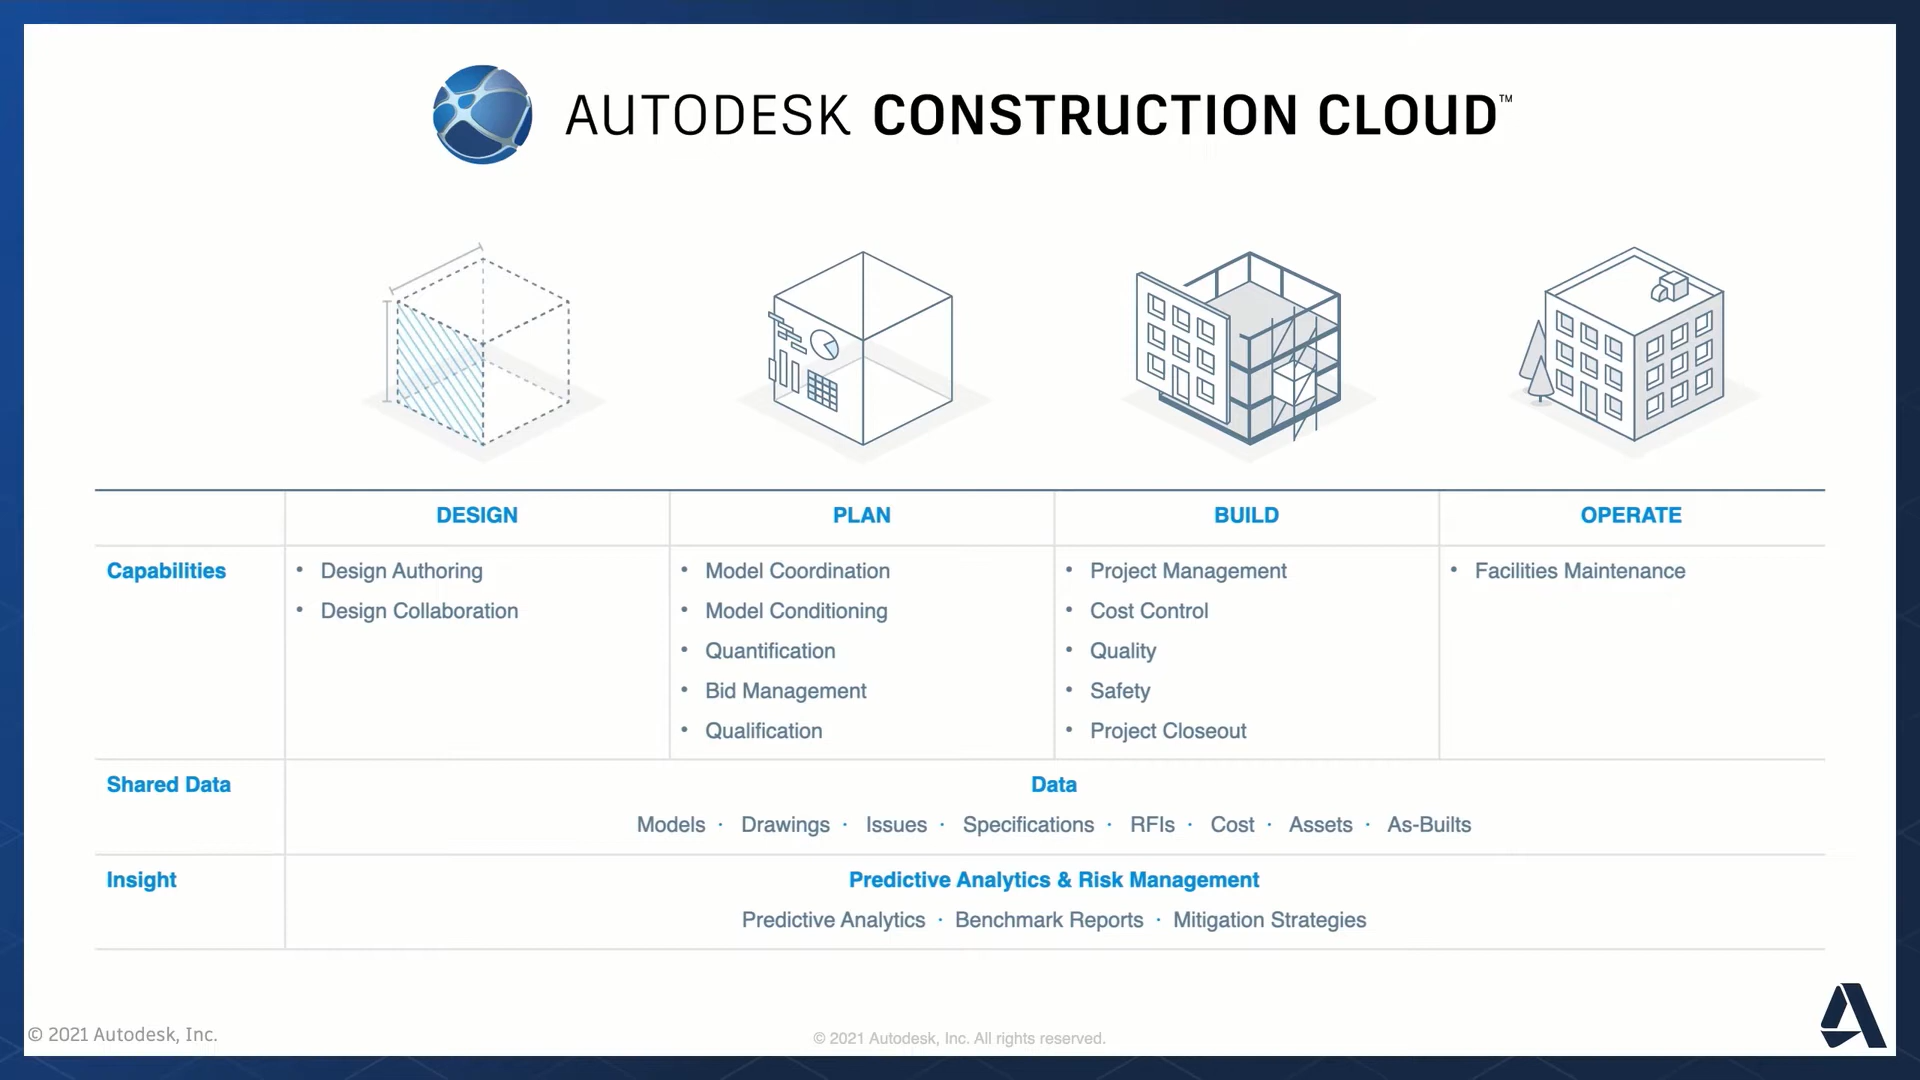 AUTODESK CONSTRUCTION CLOUD™
DESIGN PLAN BUILD OPERATE
Capabilities
• Design Authoring
• Design Collaboration
• Model Coordination
• Model Conditioning
• Quantification
• Bid Management
• Qualification
• Project Management
• Cost Control
• Quality
• Safety
• Project Closeout
• Facilities Maintenance
Shared Data
Data
Models · Drawings · Issues · Specifications · RFIs · Cost · Assets · As-Builts
Insight
Predictive Analytics & Risk Management
Predictive Analytics · Benchmark Reports · Mitigation Strategies
© 2021 Autodesk, Inc.
© 2021 Autodesk, Inc. All rights reserved.